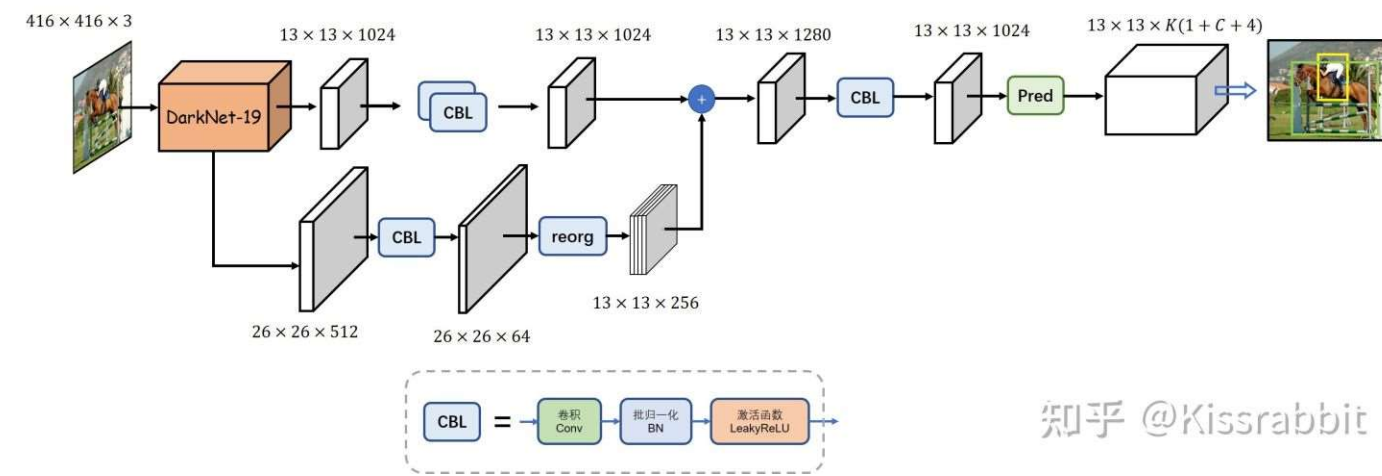 416 × 416 × 3
13 × 13 × 1024
13 × 13 × 1024
13 × 13 × 1280
13 × 13 × 1024
13 × 13 × K(1 + C + 4)
DarkNet-19
CBL
+
CBL
Pred
CBL
reorg
13 × 13 × 256
26 × 26 × 512
26 × 26 × 64
CBL
=
卷积
Conv
批归一化
BN
激活函数
LeakyReLU
知乎 @Kissrabbit